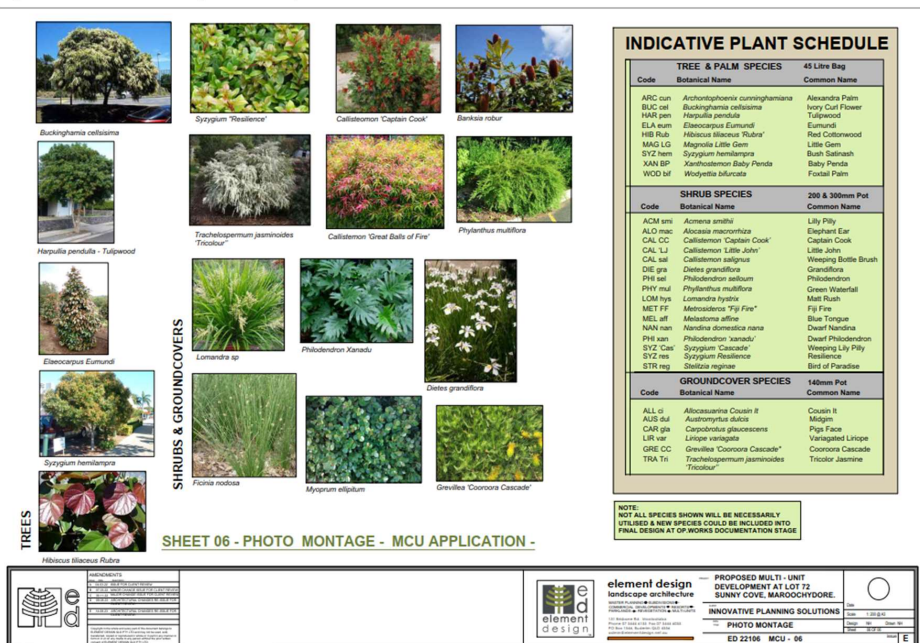 Buckinghamia cellsisima
Syzygium "Resilience'
Callisteomon 'Captain Cook'
Banksia robur
Harpullia pendulla - Tulipwood
Trachelospermum jasminoides
'Tricolour"
Callistemon 'Great Balls of Fire'
Phylanthus multiflora
Elaeocarpus Eumundi
Lomandra sp
Philodendron Xanadu
Dietes grandiflora
Syzygium hemilampra
Ficinia nodosa
Myoprum ellipitum
Grevillea 'Cooroora Cascade'
Hibiscus tiliaceus Rubra
TREES
SHRUBS & GROUNDCOVERS
SHEET 06 - PHOTO MONTAGE - MCU APPLICATION -
INDICATIVE PLANT SCHEDULE
TREE & PALM SPECIES 45 Litre Bag
Code Botanical Name Common Name
ARC cun Archontophoenix cunninghamiana Alexandra Palm
BUC cel Buckinghamia cellsisima Ivory Curl Flower
HAR pen Harpullia pendula Tulipwood
ELA eum Elaeocarpus Eumundi Eumundi
HIB Rub Hibiscus tiliaceus 'Rubra' Red Cottonwood
MAG LG Magnolia Little Gem Little Gem
SYZ hem Syzygium hemilampra Bush Satinash
XAN BP Xanthostemon Baby Penda Baby Penda
WOD bif Wodyettia bifurcata Foxtail Palm
SHRUB SPECIES 200 & 300mm Pot
Code Botanical Name Common Name
ACM smi Acmena smithii Lilly Pilly
ALO mac Alocasia macrorrhiza Elephant Ear
CAL CC Callistemon 'Captain Cook' Captain Cook
CAL 'LJ Callistemon 'Little John' Little John
CAL sal Callistemon salignus Weeping Bottle Brush
DIE gra Dietes grandiflora Grandiflora
PHI sel Philodendron selloum Philodendron
PHY mul Phyllanthus multiflora Green Waterfall
LOM hys Lomandra hystrix Matt Rush
MET FF Metrosideros "Fiji Fire" Fiji Fire
MEL aff Melastoma affine Blue Tongue
NAN nan Nandina domestica nana Dwarf Nandina
PHI xan Philodendron 'xanadu' Dwarf Philodendron
SYZ 'Cas' Syzygium 'Cascade' Weeping Lily Pilly
SYZ res Syzygium Resilience Resilience
STR reg Stelitzia reginae Bird of Paradise
GROUNDCOVER SPECIES 140mm Pot
Code Botanical Name Common Name
ALL ci Allocasuarina Cousin It Cousin It
AUS dul Austromyrtus dulcis Midgim
CAR gla Carpobrotus glaucescens Pigs Face
LIR var Liriope varigata Variagated Liriope
GRE CC Grevillea 'Cooroora Cascade" Cooroora Cascade
TRA Tri Trachelospermum jasminoides Tricolor Jasmine
'Tricolour"
NOTE:
NOT ALL SPECIES SHOWN WILL BE NECESSARILY
UTILISED & NEW SPECIES COULD BE INCLUDED INTO
FINAL DESIGN AT OP.WORKS DOCUMENTATION STAGE
AMENDMENTS
element
design
element design
landscape architecture
PROPOSED MULTI - UNIT
DEVELOPMENT AT LOT 72
SUNNY COVE, MAROOCHYDORE.
INNOVATIVE PLANNING SOLUTIONS
PHOTO MONTAGE
ED 22106 MCU - 06
E